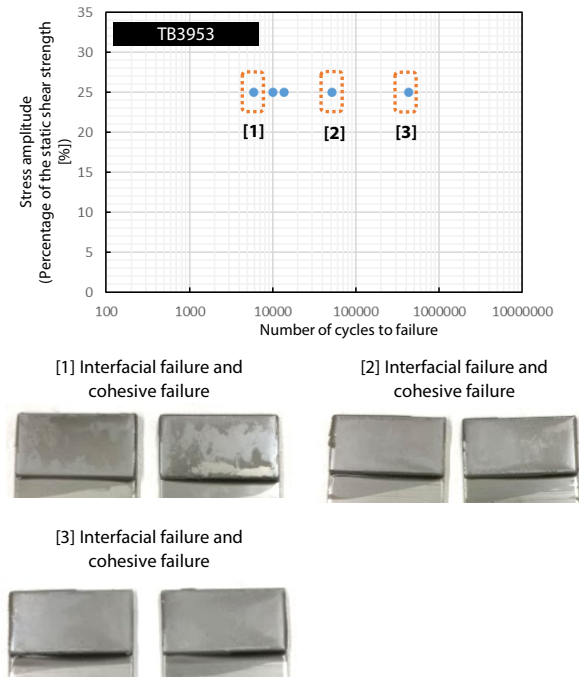 TB3953
35
30
25
20
15
10
5
0
Stress amplitude
(Percentage of the static shear strength
[%])
[1]
[2]
[3]
100
1000
10000
100000
1000000
10000000
Number of cycles to failure
[1] Interfacial failure and
cohesive failure
[2] Interfacial failure and
cohesive failure
[3] Interfacial failure and
cohesive failure